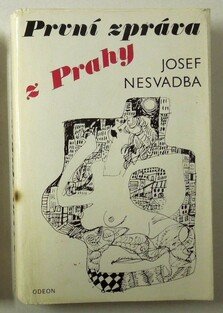 První zpráva
z Prahy
JOSEF
NESVADBA
ODEON